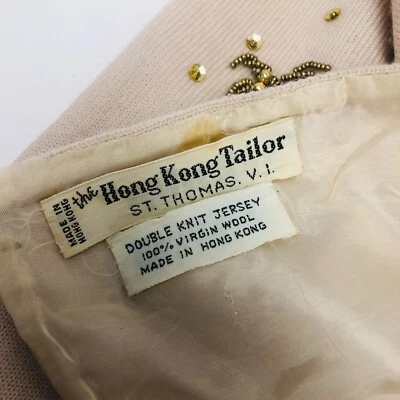 MADE IN
HONG KONG
the Hong Kong Tailor
ST. THOMAS. V. I.
DOUBLE KNIT JERSEY
100% VIRGIN WOOL
MADE IN HONG KONG